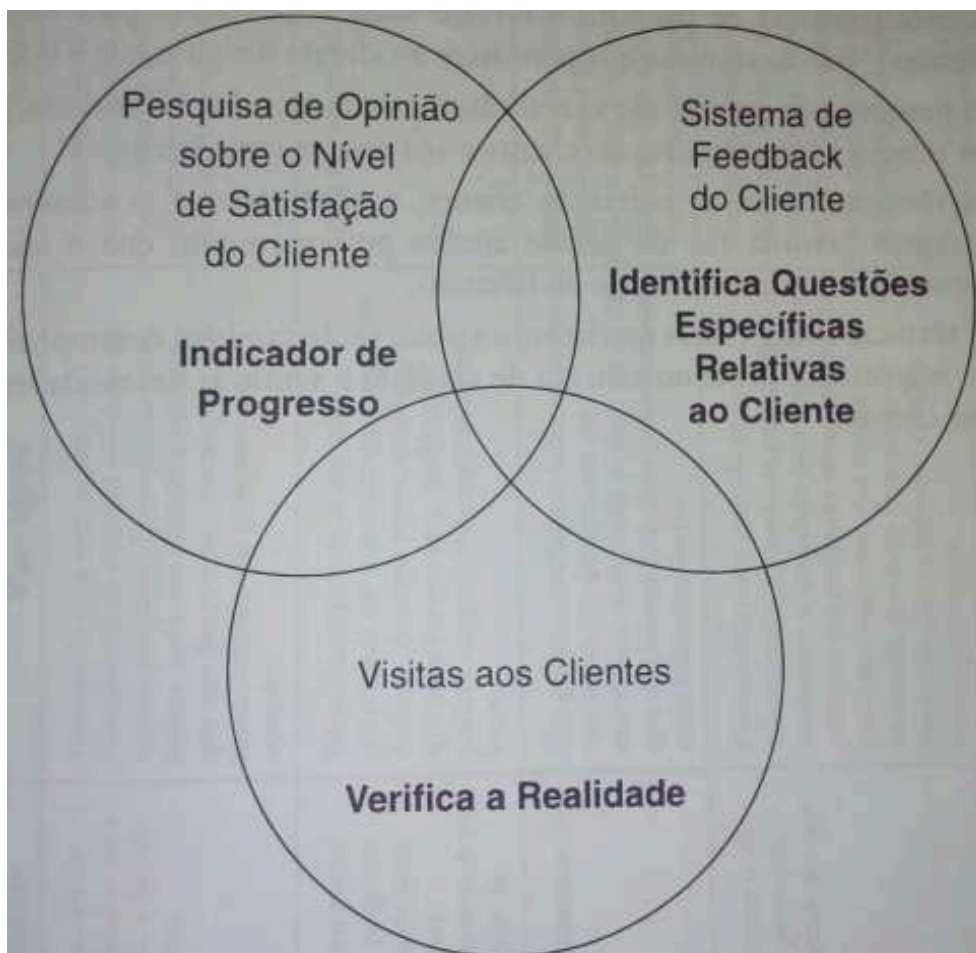 Pesquisa de Opinião
sobre o Nível
de Satisfação
do Cliente
Indicador de
Progresso
Sistema de
Feedback
do Cliente
Identifica Questões
Específicas
Relativas
ao Cliente
Visitas aos Clientes
Verifica a Realidade